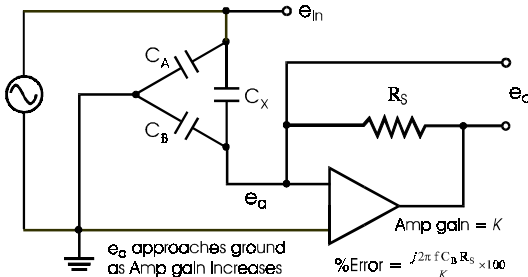 eIn
CA
CX
CB
RS
eo
ea
Amp gain = K
ea approaches ground
as Amp gain Increases
%Error = j2π f CB RS / K ×100